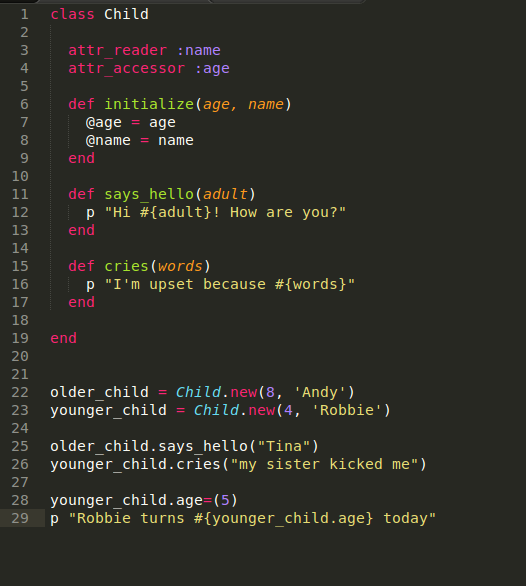 1 class Child
2
3   attr_reader :name
4   attr_accessor :age
5
6   def initialize(age, name)
7     @age = age
8     @name = name
9   end
10
11   def says_hello(adult)
12     p "Hi #{adult}! How are you?"
13   end
14
15   def cries(words)
16     p "I'm upset because #{words}"
17   end
18
19 end
20
21
22 older_child = Child.new(8, 'Andy')
23 younger_child = Child.new(4, 'Robbie')
24
25 older_child.says_hello("Tina")
26 younger_child.cries("my sister kicked me")
27
28 younger_child.age=(5)
29 p "Robbie turns #{younger_child.age} today"